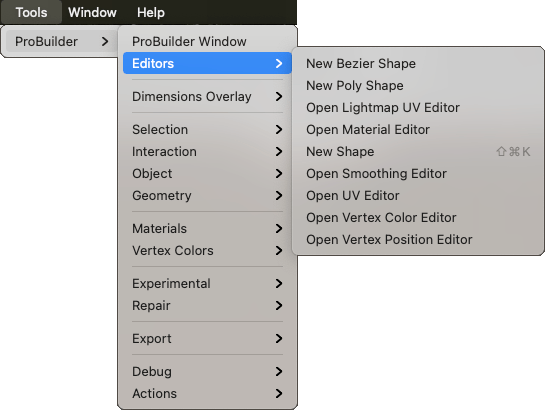 Tools Window Help
ProBuilder
ProBuilder Window
Editors
Dimensions Overlay
Selection
Interaction
Object
Geometry
Materials
Vertex Colors
Experimental
Repair
Export
Debug
Actions
New Bezier Shape
New Poly Shape
Open Lightmap UV Editor
Open Material Editor
New Shape ⇧⌘K
Open Smoothing Editor
Open UV Editor
Open Vertex Color Editor
Open Vertex Position Editor